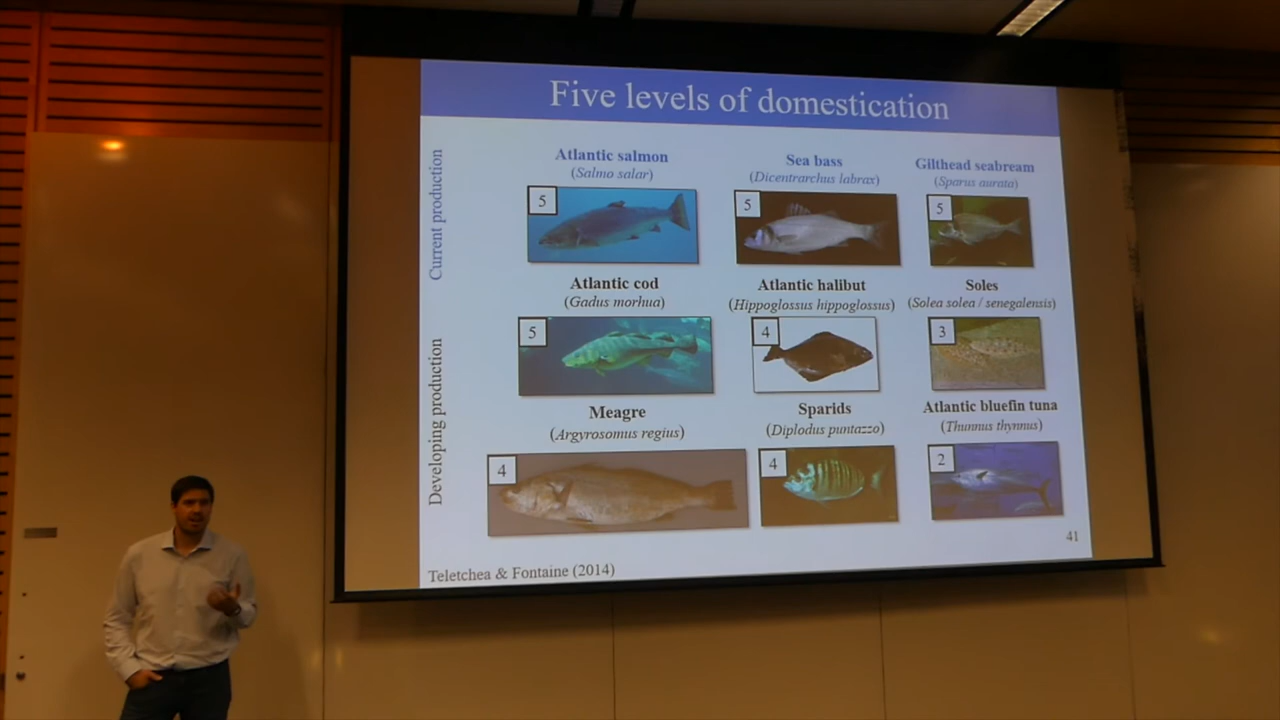 Five levels of domestication
Current production
Atlantic salmon
(Salmo salar)
5
Sea bass
(Dicentrarchus labrax)
5
Gilthead seabream
(Sparus aurata)
5
Developing production
Atlantic cod
(Gadus morhua)
5
Atlantic halibut
(Hippoglossus hippoglossus)
4
Soles
(Solea solea / senegalensis)
3
Meagre
(Argyrosomus regius)
4
Sparids
(Diplodus puntazzo)
4
Atlantic bluefin tuna
(Thunnus thynnus)
2
41
Teletchea & Fontaine (2014)